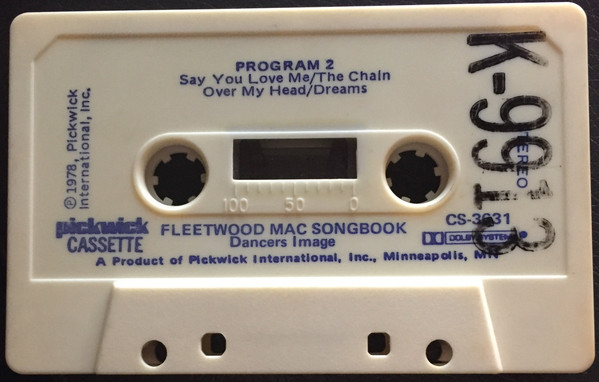 PROGRAM 2
Say You Love Me/The Chain
Over My Head/Dreams
℗1978, Pickwick
International, Inc.
K-9913
STEREO
100 50 0
pickwick
CASSETTE
FLEETWOOD MAC SONGBOOK
Dancers Image
CS-3631
DOLBY SYSTEM
A Product of Pickwick International, Inc., Minneapolis, MN